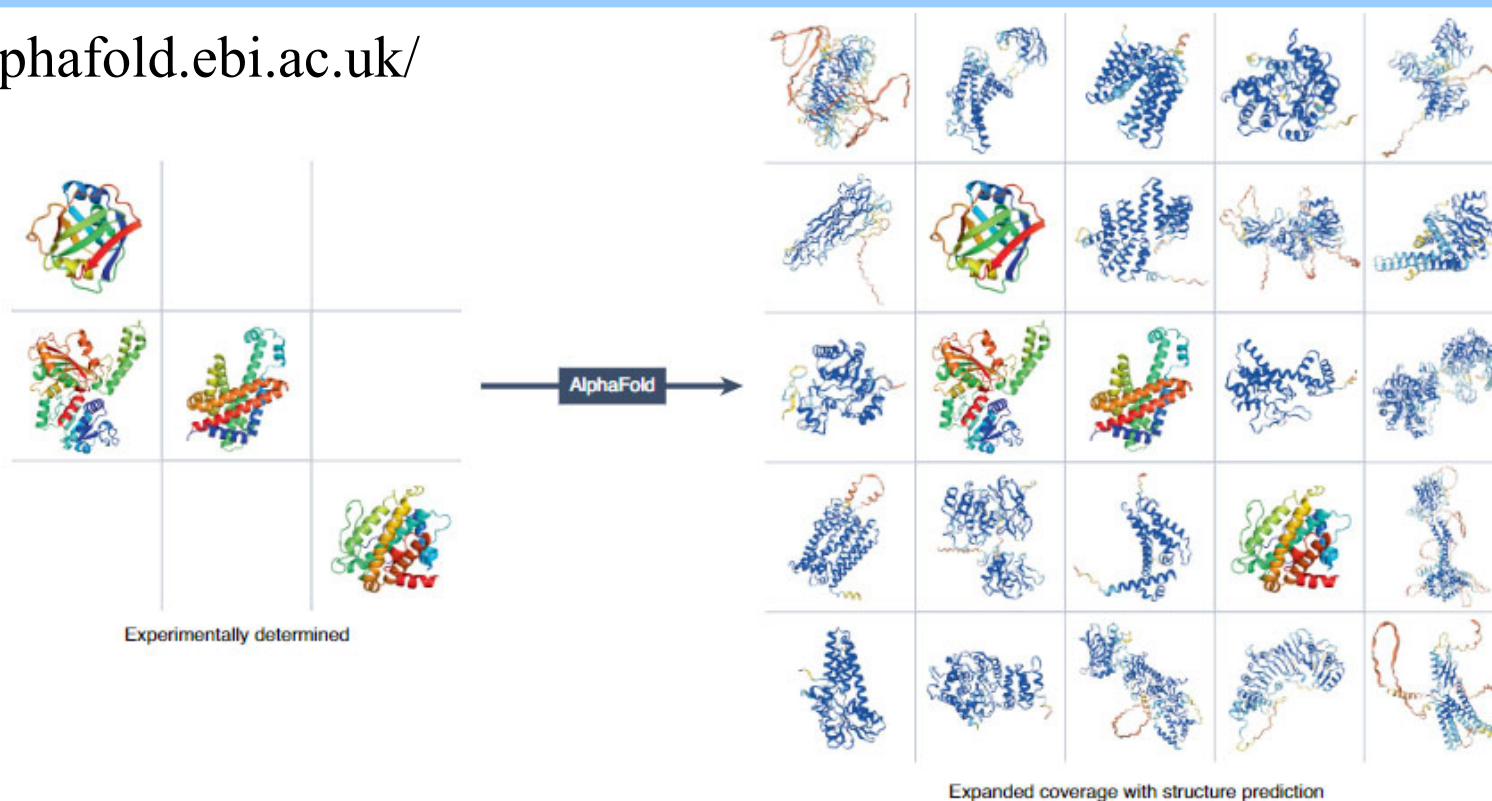 phafold.ebi.ac.uk/
AlphaFold
Experimentally determined
Expanded coverage with structure prediction